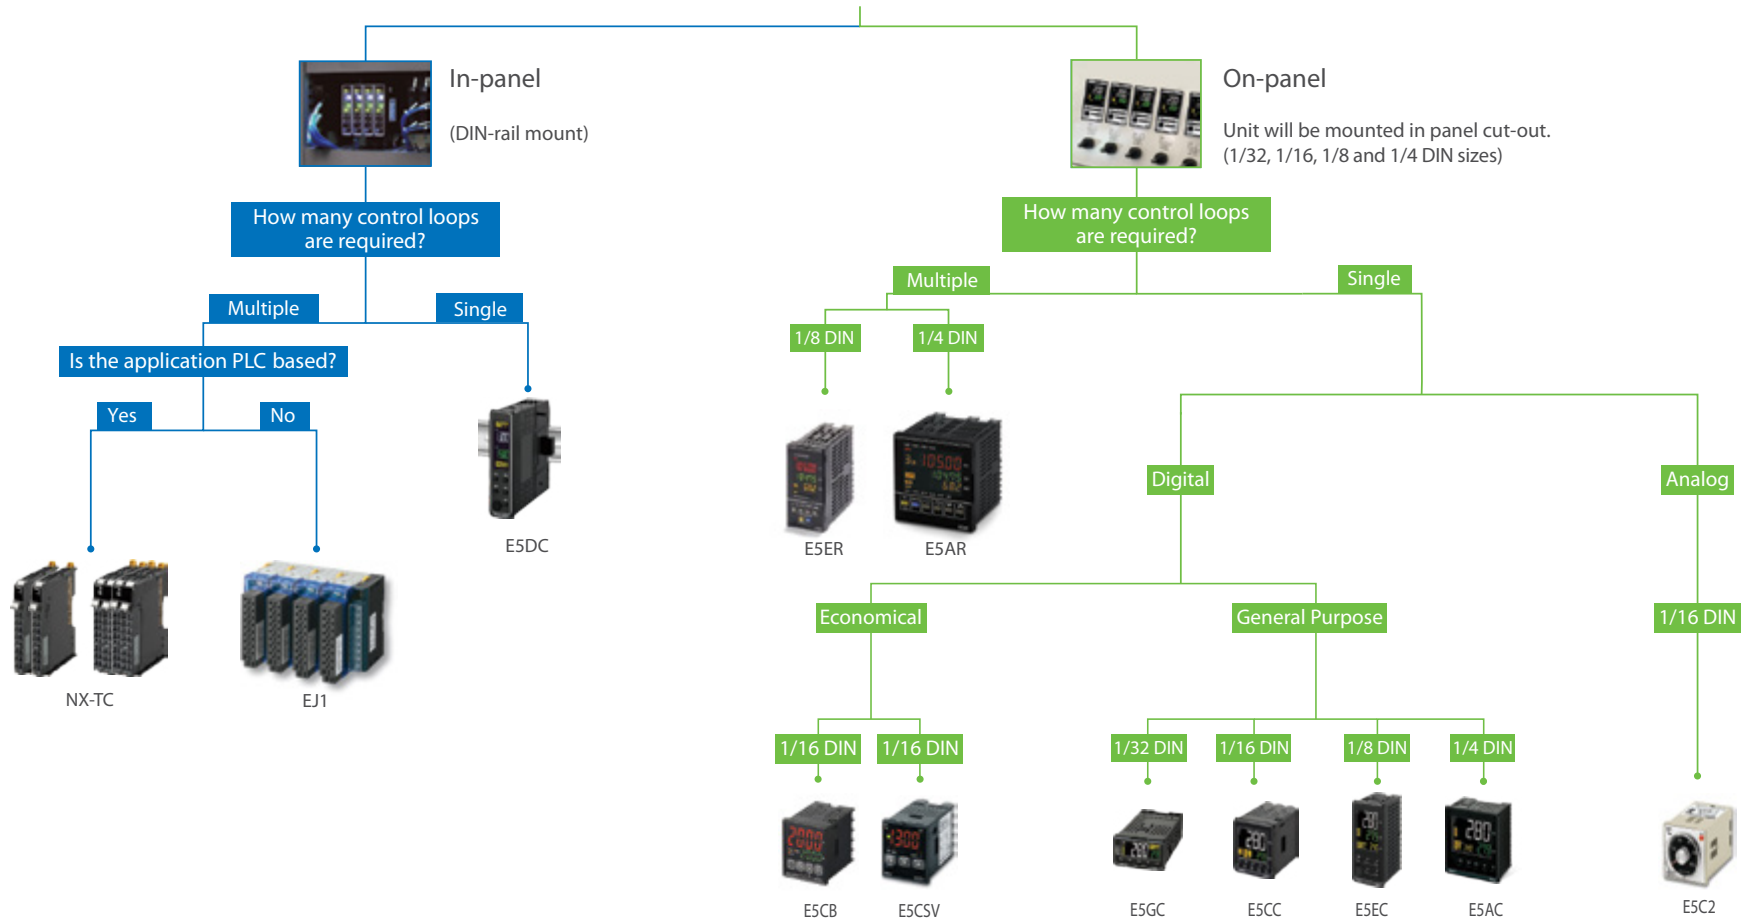 In-panel
(DIN-rail mount)
On-panel
Unit will be mounted in panel cut-out.
(1/32, 1/16, 1/8 and 1/4 DIN sizes)
How many control loops
are required?
How many control loops
are required?
Multiple
Single
Multiple
Single
1/8 DIN
1/4 DIN
Is the application PLC based?
Yes
No
E5DC
E5ER
E5AR
Digital
Analog
NX-TC
EJ1
Economical
General Purpose
1/16 DIN
1/16 DIN
1/16 DIN
1/32 DIN
1/16 DIN
1/8 DIN
1/4 DIN
E5CB
E5CSV
E5GC
E5CC
E5EC
E5AC
E5C2